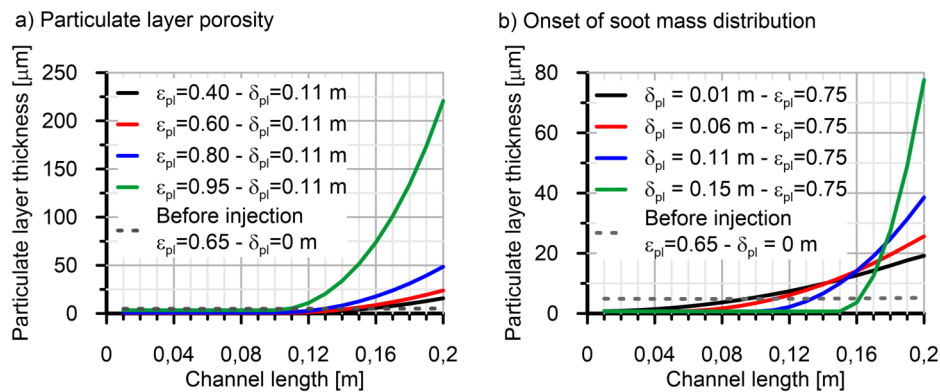 a) Particulate layer porosity
Particulate layer thickness [µm]
250
200
150
100
50
0
εpl=0.40 - δpl=0.11 m
εpl=0.60 - δpl=0.11 m
εpl=0.80 - δpl=0.11 m
εpl=0.95 - δpl=0.11 m
Before injection
εpl=0.65 - δpl=0 m
0 0,04 0,08 0,12 0,16 0,2
Channel length [m]
b) Onset of soot mass distribution
Particulate layer thickness [µm]
80
60
40
20
0
δpl = 0.01 m - εpl=0.75
δpl = 0.06 m - εpl=0.75
δpl = 0.11 m - εpl=0.75
δpl = 0.15 m - εpl=0.75
Before injection
εpl=0.65 - δpl = 0 m
0 0,04 0,08 0,12 0,16 0,2
Channel length [m]